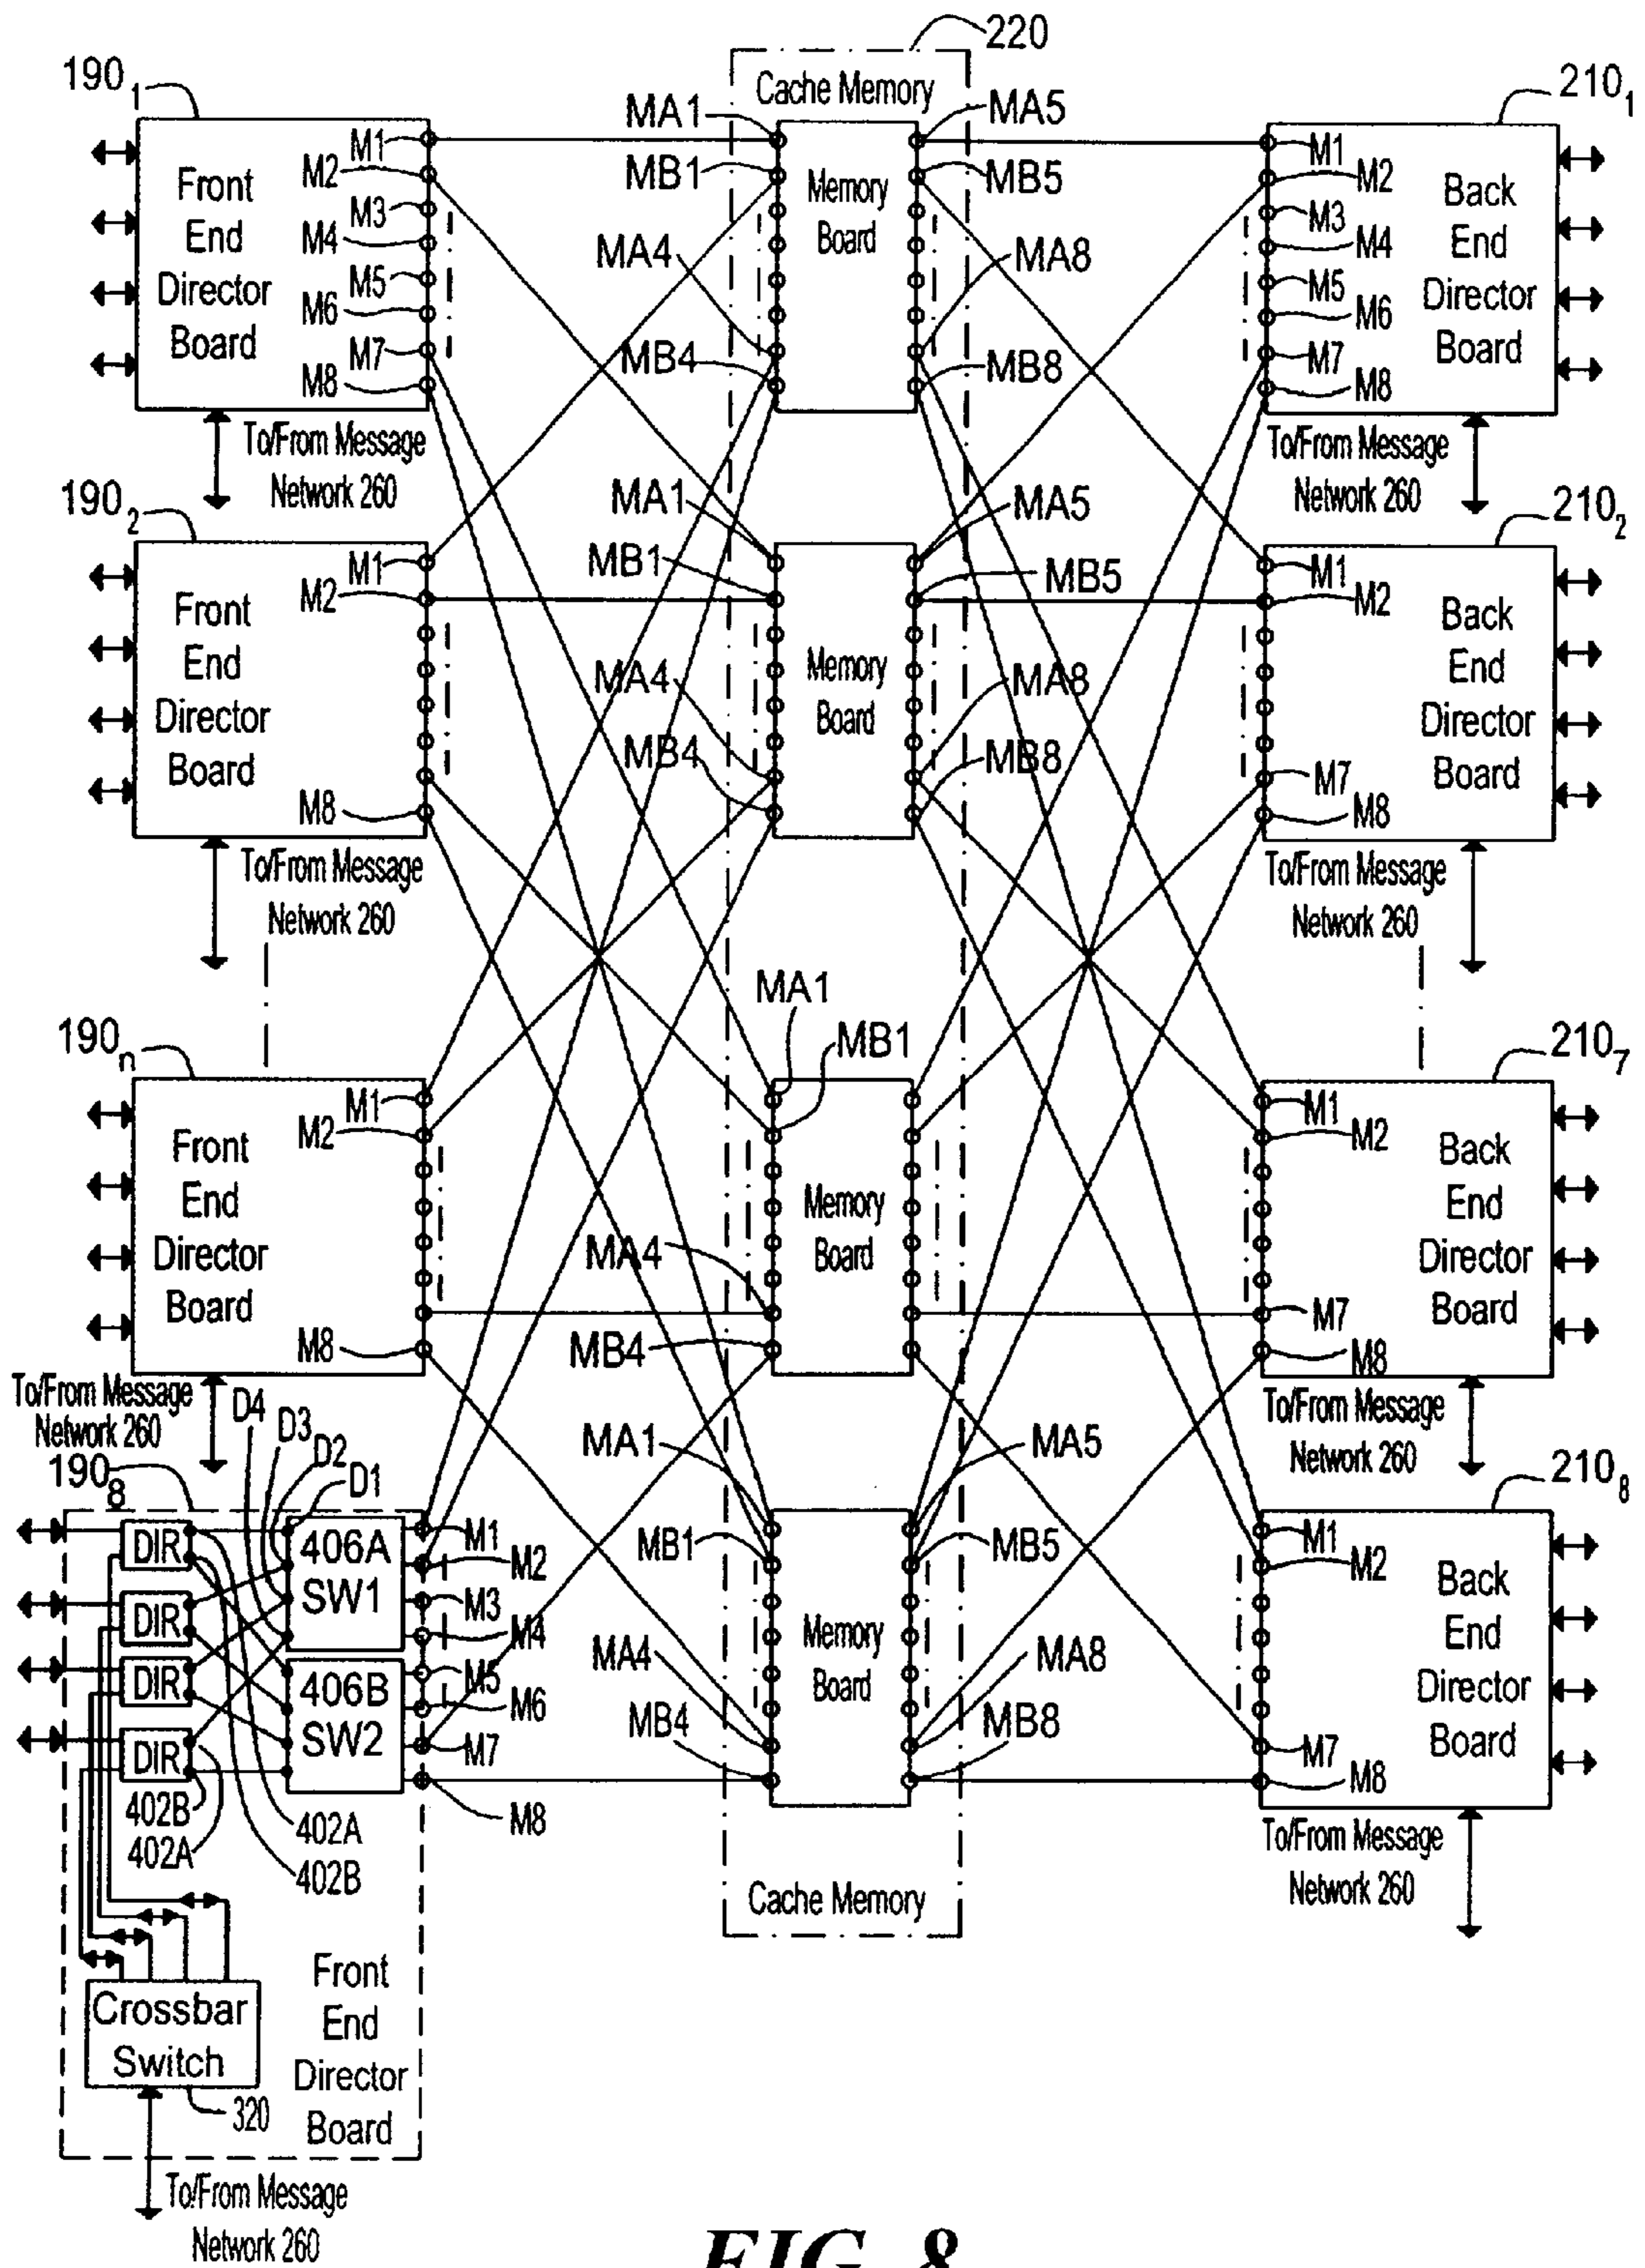 220
190 1
Cache Memory
210 1
MA1
MA5
M1
M2
M3
M4
M5
M6
M7
M8
Front
End
Director
Board
MB1
MB5
Memory
Board
MA4
MA8
MB4
MB8
M1
M2
M3
M4
M5
M6
M7
M8
Back
End
Director
Board
To/From Message
Network 260
To/From Message
Network 260
190 2
MA1
MA5
210 2
M1
M2
M8
Front
End
Director
Board
MB1
MB5
Memory
Board
MA4
MA8
MB4
MB8
M1
M2
M7
M8
Back
End
Director
Board
To/From Message
Network 260
To/From Message
Network 260
190 n
MA1
MB1
210 7
M1
M2
M8
Front
End
Director
Board
Memory
Board
MA4
MB4
M1
M2
M7
M8
Back
End
Director
Board
To/From Message
Network 260
To/From Message
Network 260
190 8
D4
D3
D2
D1
MA1
MA5
210 8
DIR
DIR
DIR
DIR
406A
SW1
406B
SW2
M1
M2
M3
M4
M5
M6
M7
M8
MB1
MB5
Memory
Board
MA4
MA8
MB4
MB8
M1
M2
M7
M8
Back
End
Director
Board
402B
402A
402A
402B
To/From Message
Network 260
Cache Memory
Crossbar
Switch
320
Front
End
Director
Board
To/From Message
Network 260
FIG. 8